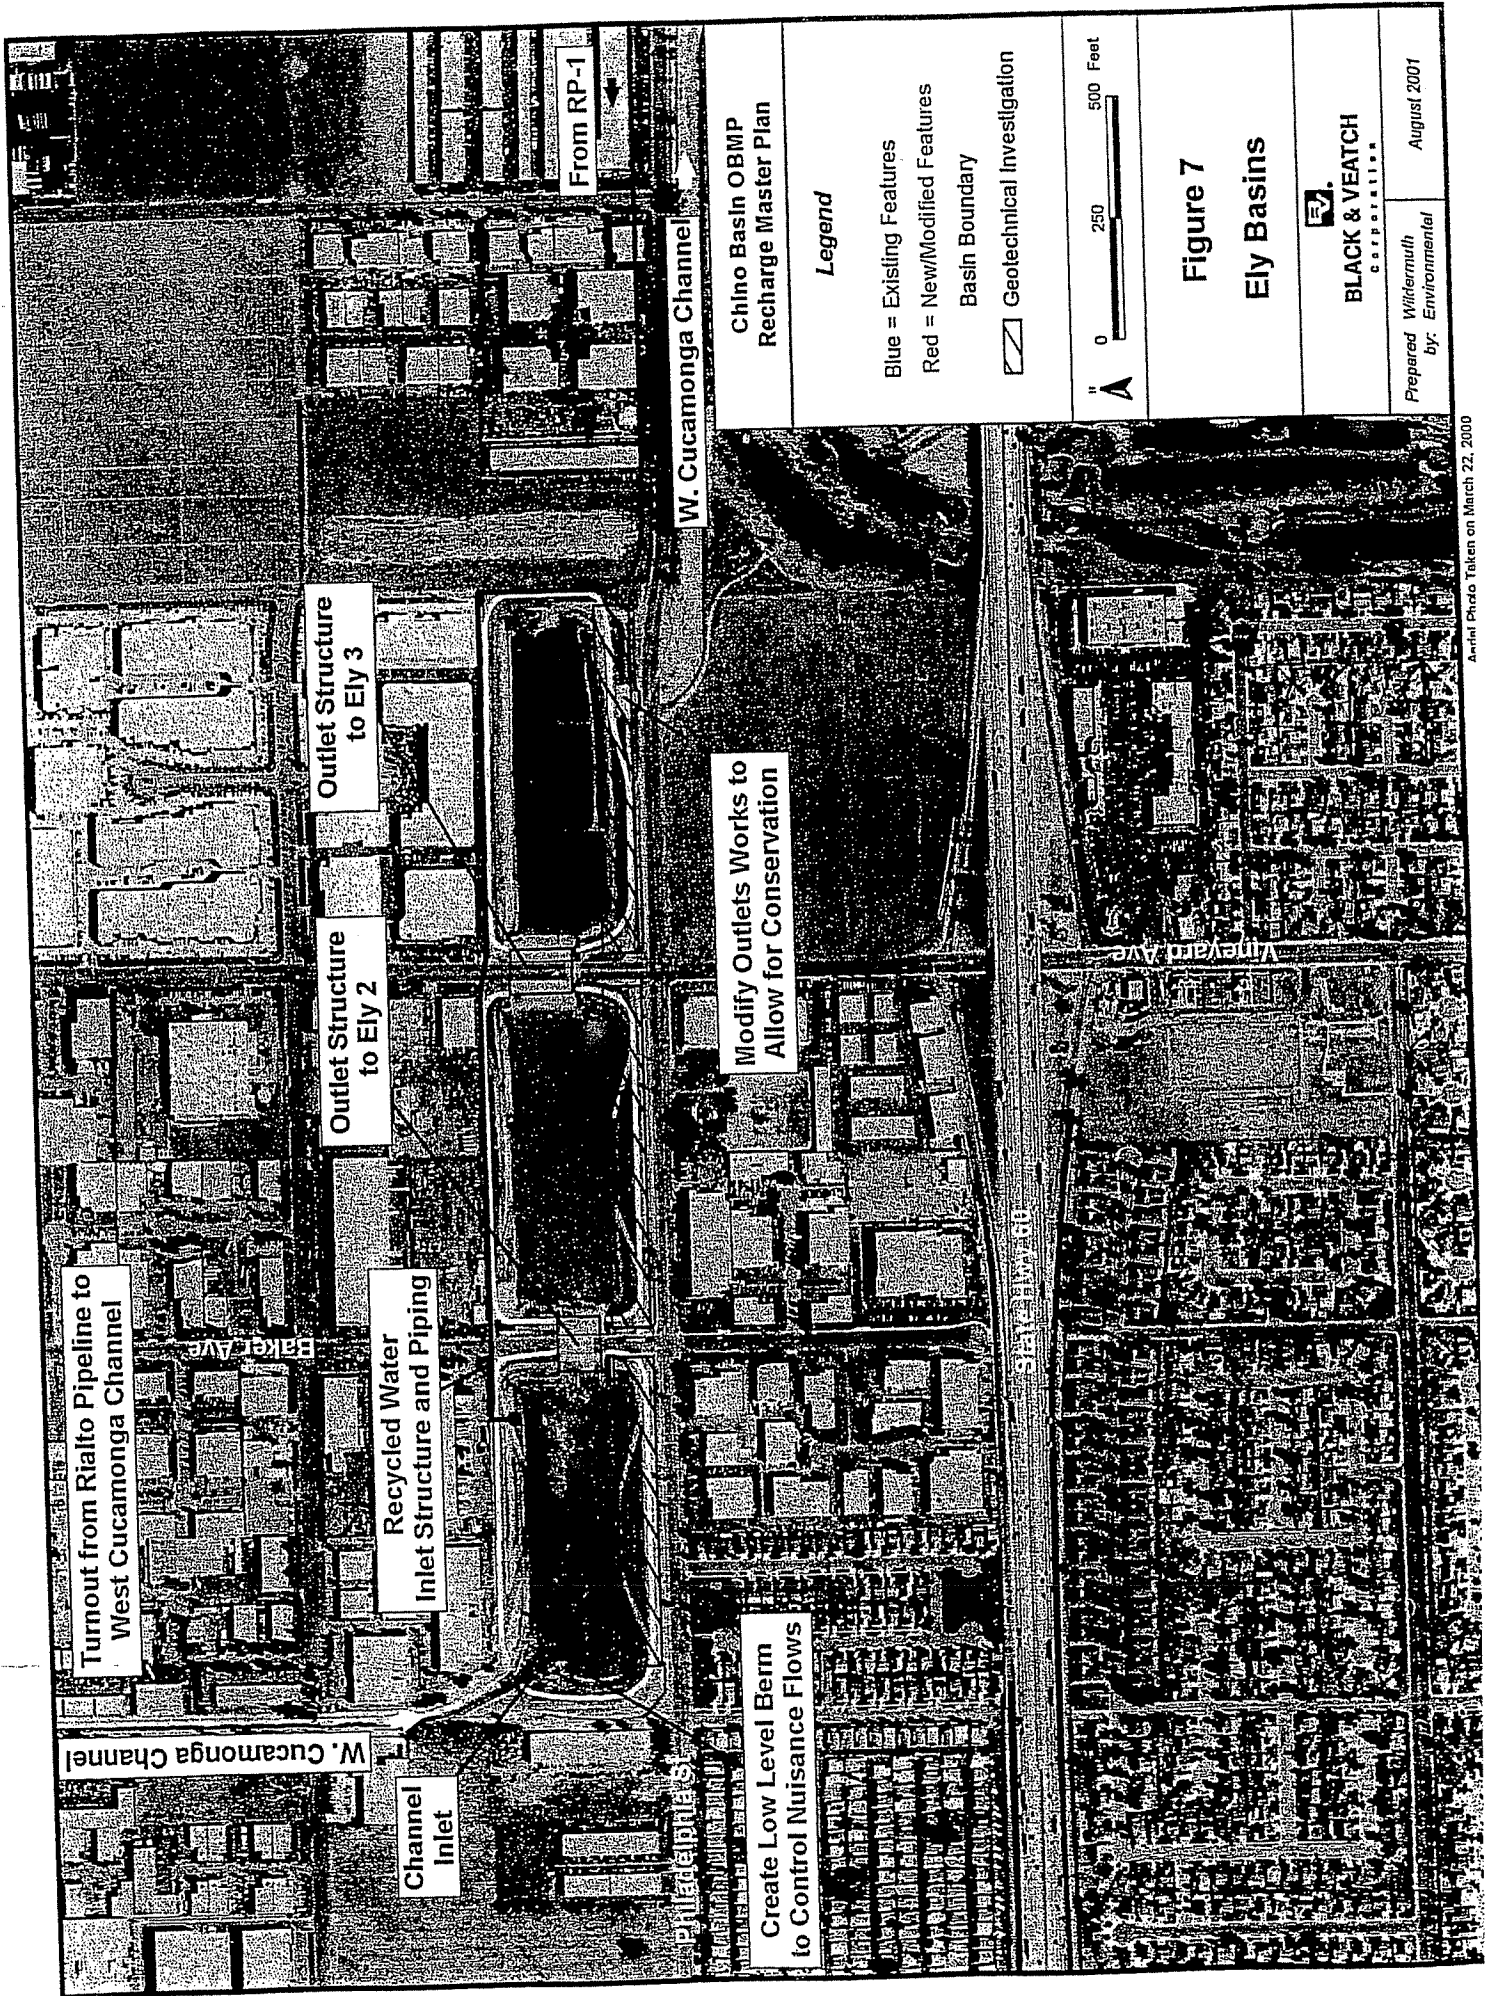 Turnout from Rialto Pipeline to
West Cucamonga Channel
W. Cucamonga Channel
Channel
Inlet
Baker Ave
Recycled Water
Inlet Structure and Piping
Outlet Structure
to Ely 2
Outlet Structure
to Ely 3
From RP-1
W. Cucamonga Channel
Philadelphia St
Create Low Level Berm
to Control Nuisance Flows
Modify Outlets Works to
Allow for Conservation
State Hwy 60
Vineyard Ave
Chino Basin OBMP
Recharge Master Plan
Legend
Blue = Existing Features
Red = New/Modified Features
Basin Boundary
Geotechnical Investigation
0 250 500 Feet
Figure 7
Ely Basins
BLACK & VEATCH
Corporation
Prepared Wildermuth
by: Environmental
August 2001
Aerial Photo Taken on March 22, 2000